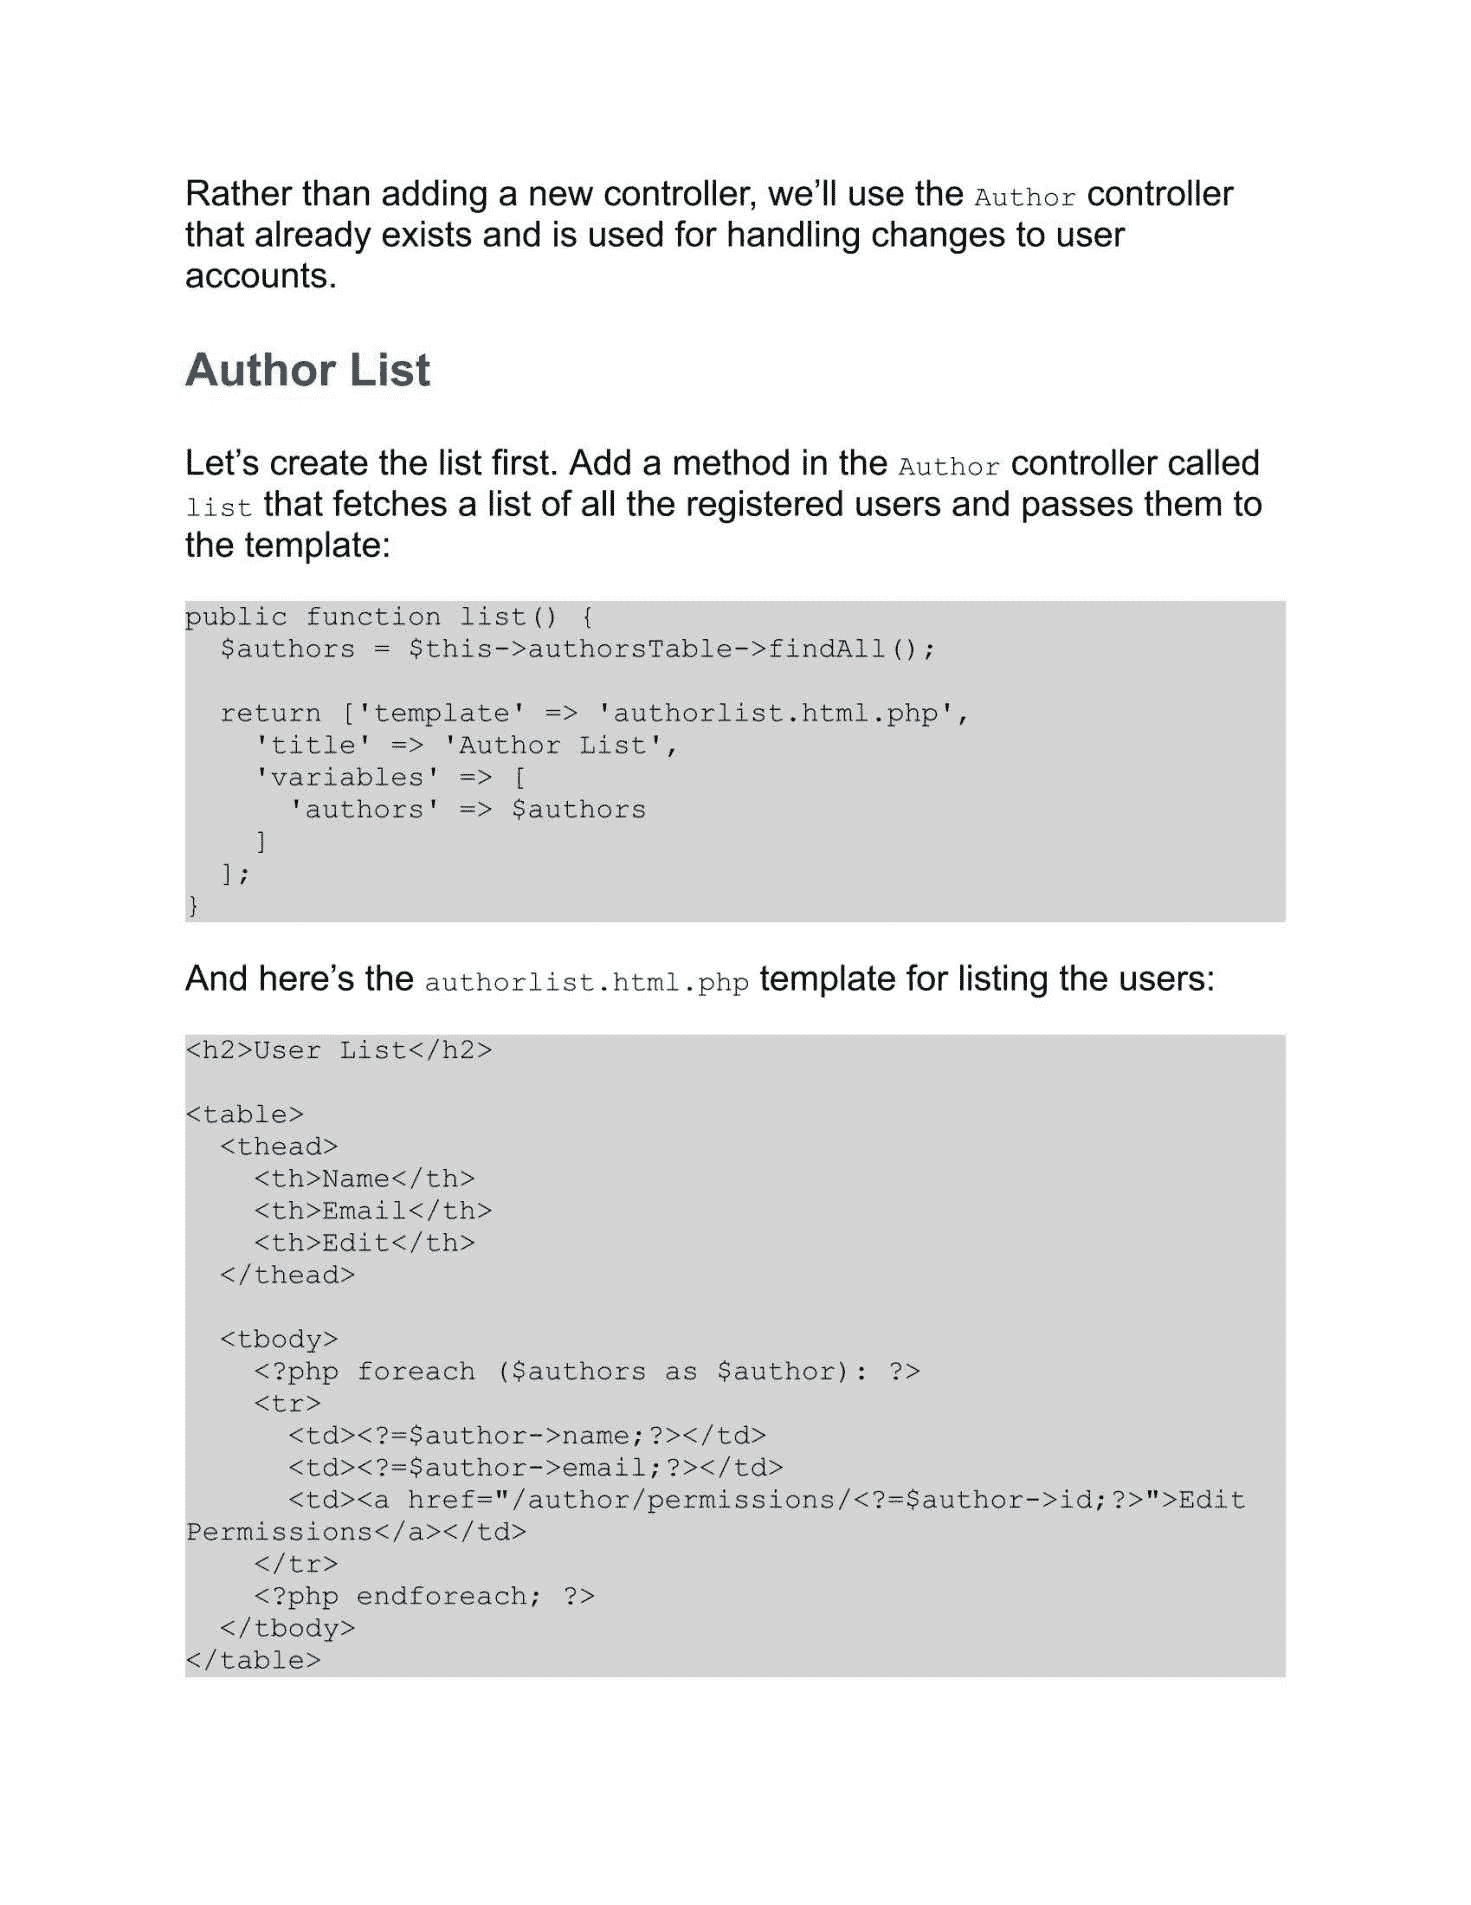 Rather than adding a new controller, we’ll use the Author controller
that already exists and is used for handling changes to user
accounts.
Author List
Let’s create the list first. Add a method in the Author controller called
list that fetches a list of all the registered users and passes them to
the template:
public function list() {
  $authors = $this->authorsTable->findAll();
  return ['template' => 'authorlist.html.php',
    'title' => 'Author List',
    'variables' => [
      'authors' => $authors
    ]
  ];
}
And here’s the authorlist.html.php template for listing the users:
<h2>User List</h2>
<table>
  <thead>
    <th>Name</th>
    <th>Email</th>
    <th>Edit</th>
  </thead>
  <tbody>
    <?php foreach ($authors as $author): ?>
    <tr>
      <td><?=$author->name;?></td>
      <td><?=$author->email;?></td>
      <td><a href="/author/permissions/<?=$author->id;?>">Edit
Permissions</a></td>
    </tr>
    <?php endforeach; ?>
  </tbody>
</table>